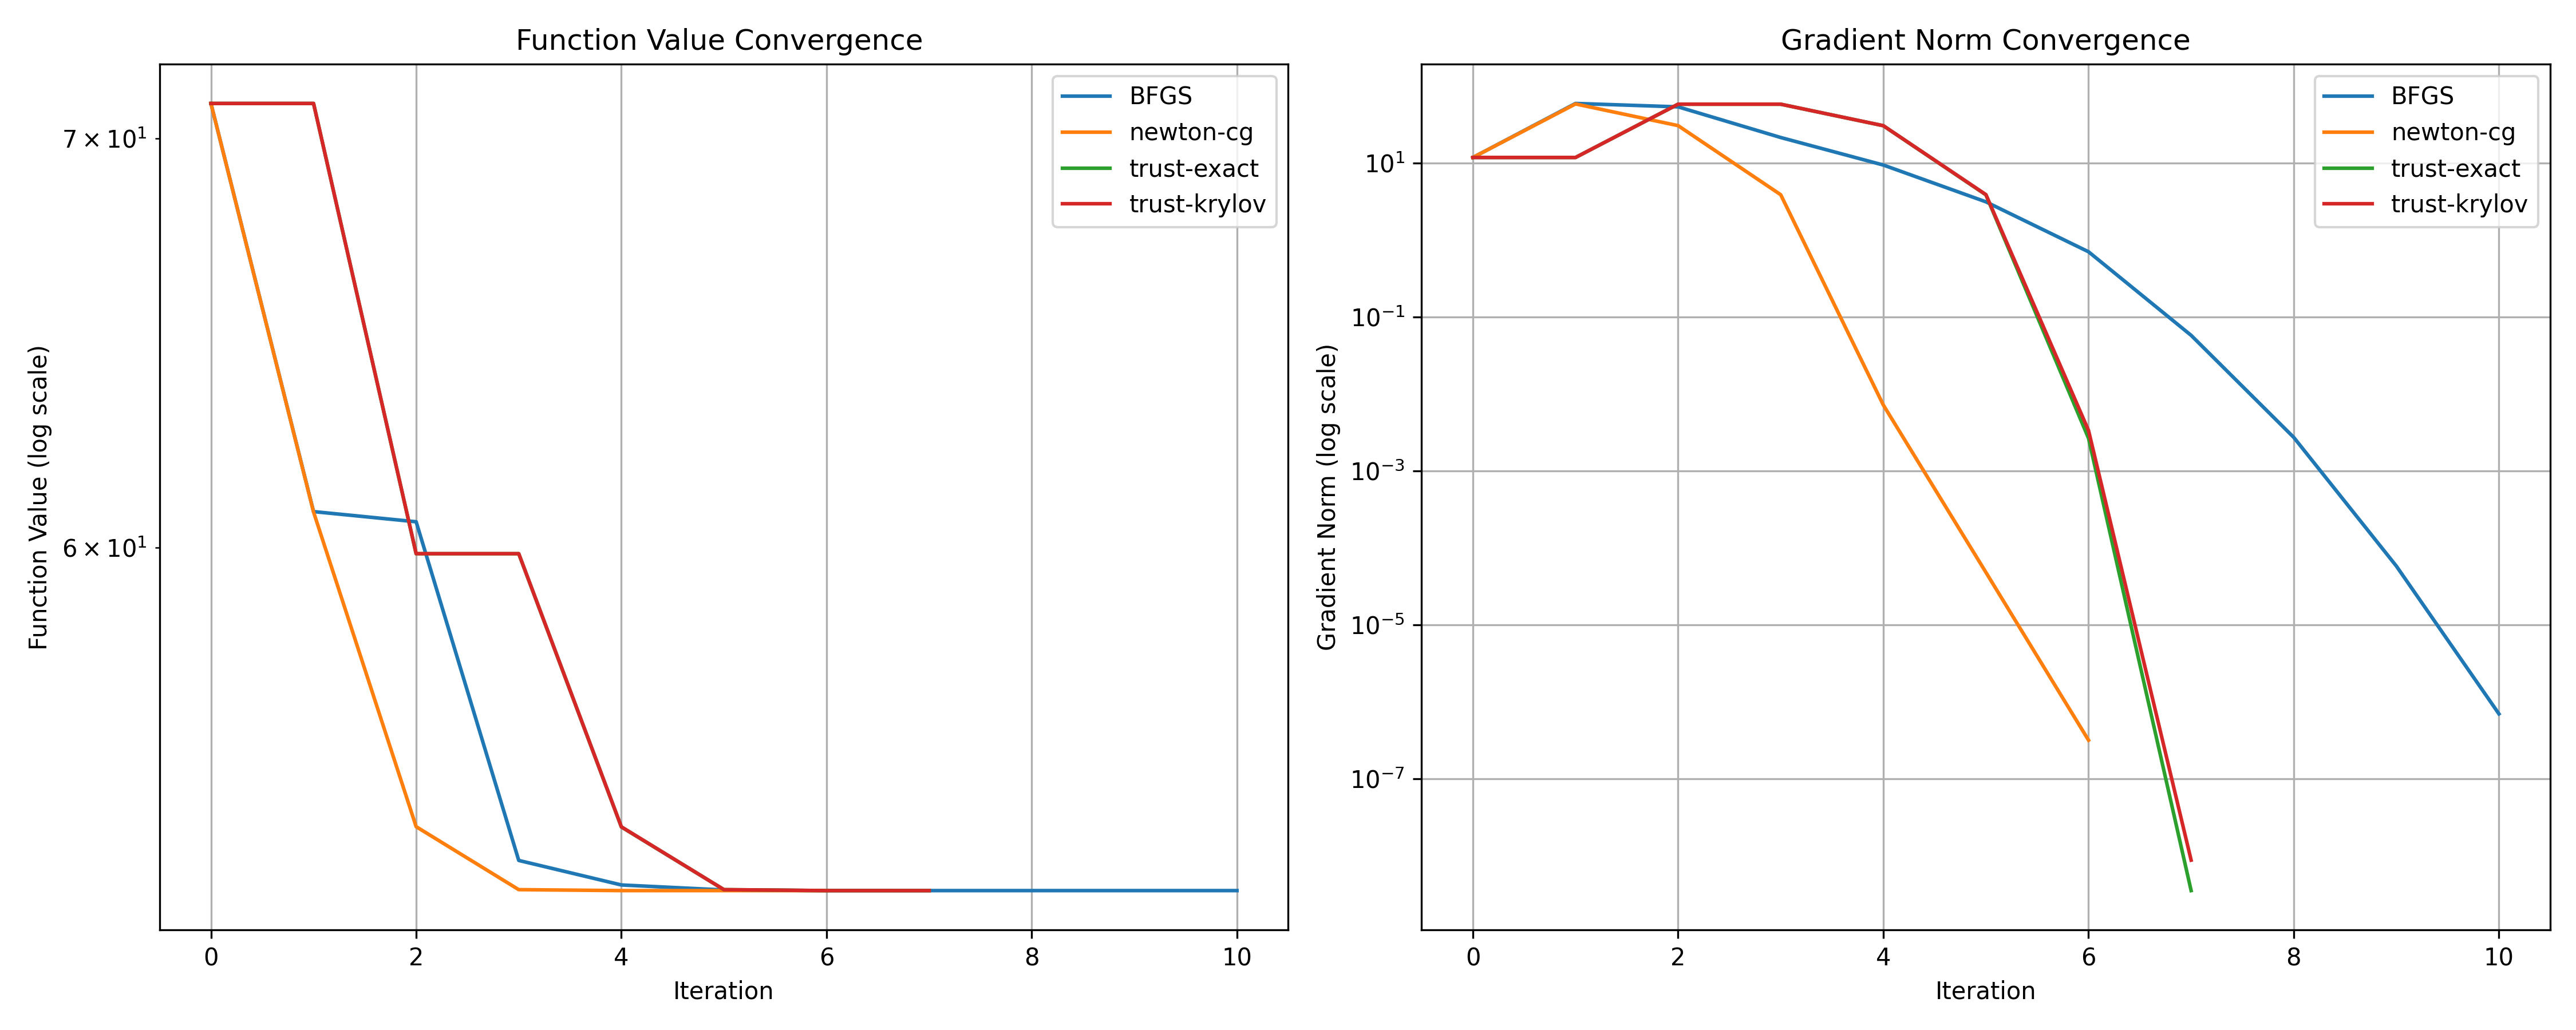 Function Value Convergence
Function Value (log scale)
7 × 10¹
6 × 10¹
BFGS
newton-cg
trust-exact
trust-krylov
0 2 4 6 8 10
Iteration
Gradient Norm Convergence
Gradient Norm (log scale)
10¹
10⁻¹
10⁻³
10⁻⁵
10⁻⁷
BFGS
newton-cg
trust-exact
trust-krylov
0 2 4 6 8 10
Iteration